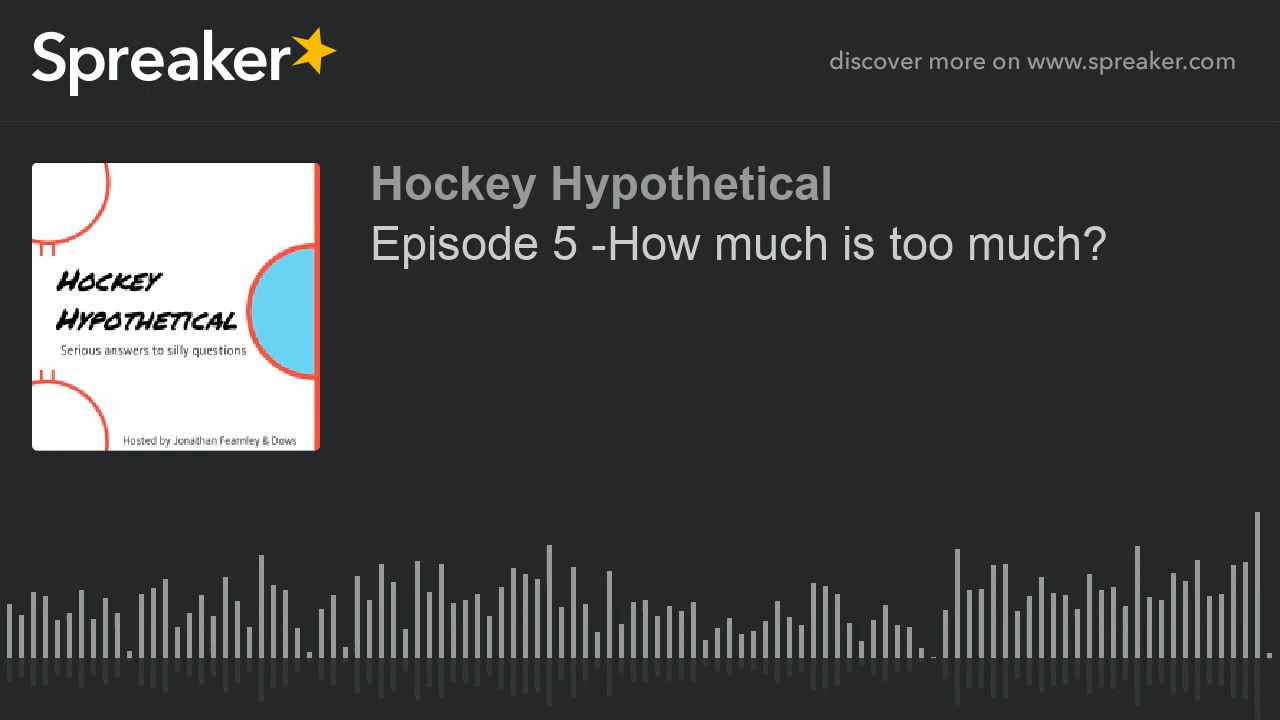 Spreaker
discover more on www.spreaker.com
Hockey Hypothetical
Episode 5 -How much is too much?
HOCKEY
HYPOTHETICAL
Serious answers to silly questions
Hosted by Jonathan Fearnley & Dows